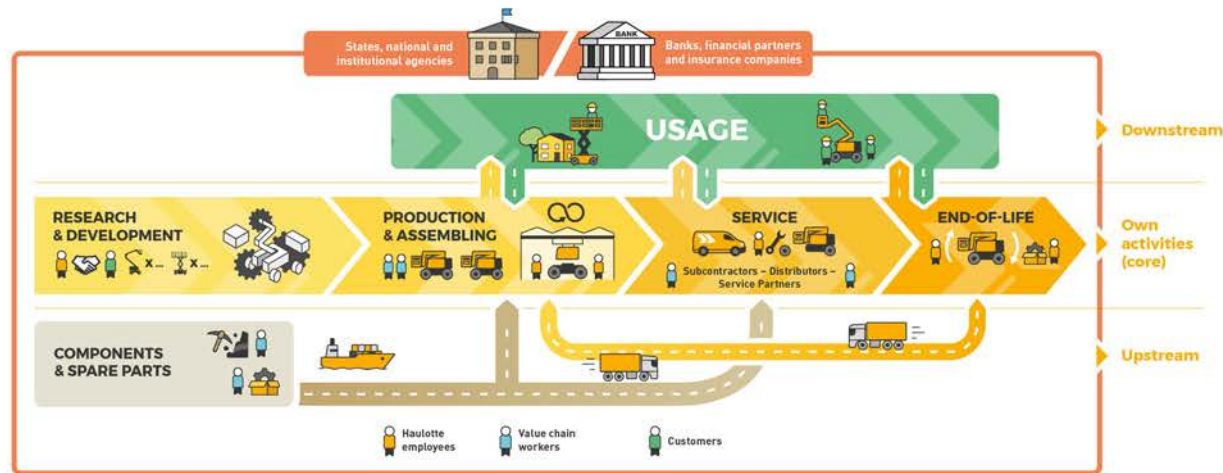 States, national and
institutional agencies
BANK
Banks, financial partners
and insurance companies
USAGE
Downstream
RESEARCH
& DEVELOPMENT
X ...
X ...
PRODUCTION
& ASSEMBLING
SERVICE
Subcontractors – Distributors –
Service Partners
END-OF-LIFE
Own
activities
(core)
COMPONENTS
& SPARE PARTS
Upstream
Haulotte
employees
Value chain
workers
Customers